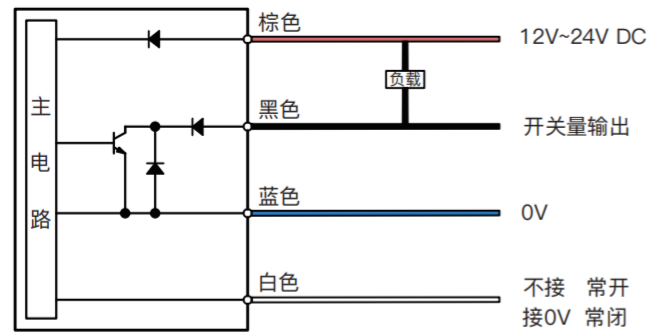 棕色
12V~24V DC
负载
主电路
黑色
开关量输出
蓝色
0V
白色
不接 常开
接0V 常闭